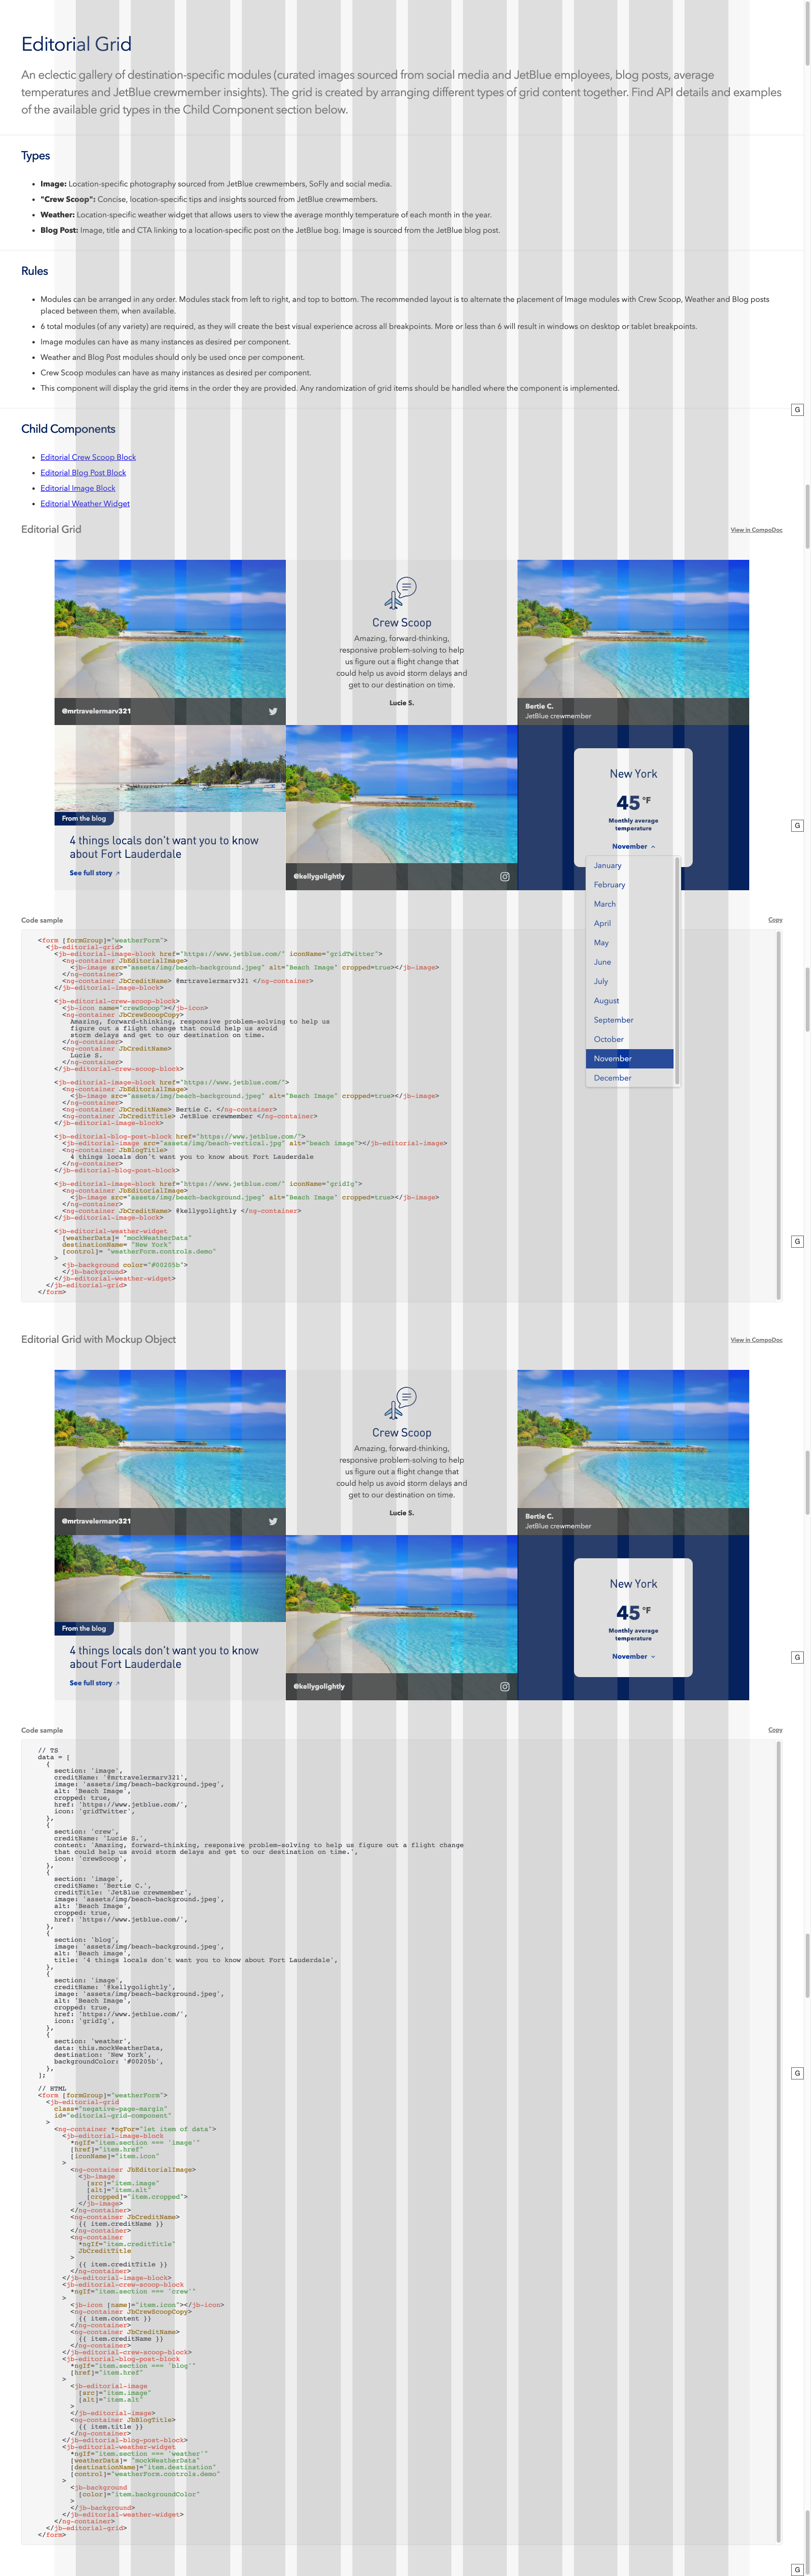 Editorial Grid
An eclectic gallery of destination-specific modules (curated images sourced from social media and JetBlue employees, blog posts, average
temperatures and JetBlue crewmember insights). The grid is created by arranging different types of grid content together. Find API details and examples
of the available grid types in the Child Component section below.
Types
• Image: Location-specific photography sourced from JetBlue crewmembers, SoFly and social media.
• "Crew Scoop": Concise, location-specific tips and insights sourced from JetBlue crewmembers.
• Weather: Location-specific weather widget that allows users to view the average monthly temperature of each month in the year.
• Blog Post: Image, title and CTA linking to a location-specific post on the JetBlue bog. Image is sourced from the JetBlue blog post.
Rules
• Modules can be arranged in any order. Modules stack from left to right, and top to bottom. The recommended layout is to alternate the placement of Image modules with Crew Scoop, Weather and Blog posts
placed between them, when available.
• 6 total modules (of any variety) are required, as they will create the best visual experience across all breakpoints. More or less than 6 will result in windows on desktop or tablet breakpoints.
• Image modules can have as many instances as desired per component.
• Weather and Blog Post modules should only be used once per component.
• Crew Scoop modules can have as many instances as desired per component.
• This component will display the grid items in the order they are provided. Any randomization of grid items should be handled where the component is implemented.
G
Child Components
• Editorial Crew Scoop Block
• Editorial Blog Post Block
• Editorial Image Block
• Editorial Weather Widget
Editorial Grid
View in CompoDoc
Crew Scoop
Amazing, forward-thinking,
responsive problem-solving to help
us figure out a flight change that
could help us avoid storm delays and
get to our destination on time.
Lucie S.
@mrtravelermarv321
Bertie C.
JetBlue crewmember
From the blog
4 things locals don't want you to know
about Fort Lauderdale
See full story
@kellygolightly
New York
45 °F
Monthly average
temperature
November
G
January
February
March
April
May
June
July
August
September
October
November
December
Code sample
Copy
<form [formGroup]="weatherForm">
<jb-editorial-grid>
<jb-editorial-image-block href="https://www.jetblue.com/" iconName="gridTwitter">
<ng-container JbEditorialImage>
<jb-image src="assets/img/beach-background.jpeg" alt="Beach Image" cropped=true></jb-image>
</ng-container>
<ng-container JbCreditName> @mrtravelermarv321 </ng-container>
</jb-editorial-image-block>
<jb-editorial-crew-scoop-block>
<jb-icon name="crewScoop"></jb-icon>
<ng-container JbCrewScoopCopy>
Amazing, forward-thinking, responsive problem-solving to help us
figure out a flight change that could help us avoid
storm delays and get to our destination on time.
</ng-container>
<ng-container JbCreditName>
Lucie S.
</ng-container>
</jb-editorial-crew-scoop-block>
<jb-editorial-image-block href="https://www.jetblue.com/">
<ng-container JbEditorialImage>
<jb-image src="assets/img/beach-background.jpeg" alt="Beach Image" cropped=true></jb-image>
</ng-container>
<ng-container JbCreditName> Bertie C. </ng-container>
<ng-container JbCreditTitle> JetBlue crewmember </ng-container>
</jb-editorial-image-block>
<jb-editorial-blog-post-block href="https://www.jetblue.com/">
<jb-editorial-image src="assets/img/beach-vertical.jpg" alt="beach image"></jb-editorial-image>
<ng-container JbBlogTitle>
4 things locals don't want you to know about Fort Lauderdale
</ng-container>
</jb-editorial-blog-post-block>
<jb-editorial-image-block href="https://www.jetblue.com/" iconName="gridIg">
<ng-container JbEditorialImage>
<jb-image src="assets/img/beach-background.jpeg" alt="Beach Image" cropped=true></jb-image>
</ng-container>
<ng-container JbCreditName> @kellygolightly </ng-container>
</jb-editorial-image-block>
<jb-editorial-weather-widget
[weatherData]= "mockWeatherData"
destinationName= "New York"
[control]= "weatherForm.controls.demo"
>
<jb-background color="#00205b">
</jb-background>
</jb-editorial-weather-widget>
</jb-editorial-grid>
</form>
G
Editorial Grid with Mockup Object
View in CompoDoc
Crew Scoop
Amazing, forward-thinking,
responsive problem-solving to help
us figure out a flight change that
could help us avoid storm delays and
get to our destination on time.
Lucie S.
@mrtravelermarv321
Bertie C.
JetBlue crewmember
From the blog
4 things locals don't want you to know
about Fort Lauderdale
See full story
@kellygolightly
New York
45 °F
Monthly average
temperature
November
G
Code sample
Copy
// TS
data = [
{
section: 'image',
creditName: '@mrtravelermarv321',
image: 'assets/img/beach-background.jpeg',
alt: 'Beach Image',
cropped: true,
href: 'https://www.jetblue.com/',
icon: 'gridTwitter',
},
{
section: 'crew',
creditName: 'Lucie S.',
content: 'Amazing, forward-thinking, responsive problem-solving to help us figure out a flight change
that could help us avoid storm delays and get to our destination on time.',
icon: 'crewScoop',
},
{
section: 'image',
creditName: 'Bertie C.',
creditTitle: 'JetBlue crewmember',
image: 'assets/img/beach-background.jpeg',
alt: 'Beach Image',
cropped: true,
href: 'https://www.jetblue.com/',
},
{
section: 'blog',
image: 'assets/img/beach-background.jpeg',
alt: 'Beach image',
title: '4 things locals don't want you to know about Fort Lauderdale',
},
{
section: 'image',
creditName: '@kellygolightly',
image: 'assets/img/beach-background.jpeg',
alt: 'Beach Image',
cropped: true,
href: 'https://www.jetblue.com/',
icon: 'gridIg',
},
{
section: 'weather',
data: this.mockWeatherData,
destination: 'New York',
backgroundColor: '#00205b',
},
];
G
// HTML
<form [formGroup]="weatherForm">
<jb-editorial-grid
class="negative-page-margin"
id="editorial-grid-component"
>
<ng-container *ngFor="let item of data">
<jb-editorial-image-block
*ngIf="item.section === 'image'"
[href]="item.href"
[iconName]="item.icon"
>
<ng-container JbEditorialImage>
<jb-image
[src]="item.image"
[alt]="item.alt"
[cropped]="item.cropped">
</jb-image>
</ng-container>
<ng-container JbCreditName>
{{ item.creditName }}
</ng-container>
<ng-container
*ngIf="item.creditTitle"
JbCreditTitle
>
{{ item.creditTitle }}
</ng-container>
</jb-editorial-image-block>
<jb-editorial-crew-scoop-block
*ngIf="item.section === 'crew'"
>
<jb-icon [name]="item.icon"></jb-icon>
<ng-container JbCrewScoopCopy>
{{ item.content }}
</ng-container>
<ng-container JbCreditName>
{{ item.creditName }}
</ng-container>
</jb-editorial-crew-scoop-block>
<jb-editorial-blog-post-block
*ngIf="item.section === 'blog'"
[href]="item.href"
>
<jb-editorial-image
[src]="item.image"
[alt]="item.alt"
>
</jb-editorial-image>
<ng-container JbBlogTitle>
{{ item.title }}
</ng-container>
</jb-editorial-blog-post-block>
<jb-editorial-weather-widget
*ngIf="item.section === 'weather'"
[weatherData]= "mockWeatherData"
[destinationName]="item.destination"
[control]="weatherForm.controls.demo"
>
<jb-background
[color]="item.backgroundColor"
>
</jb-background>
</jb-editorial-weather-widget>
</ng-container>
</jb-editorial-grid>
</form>
G